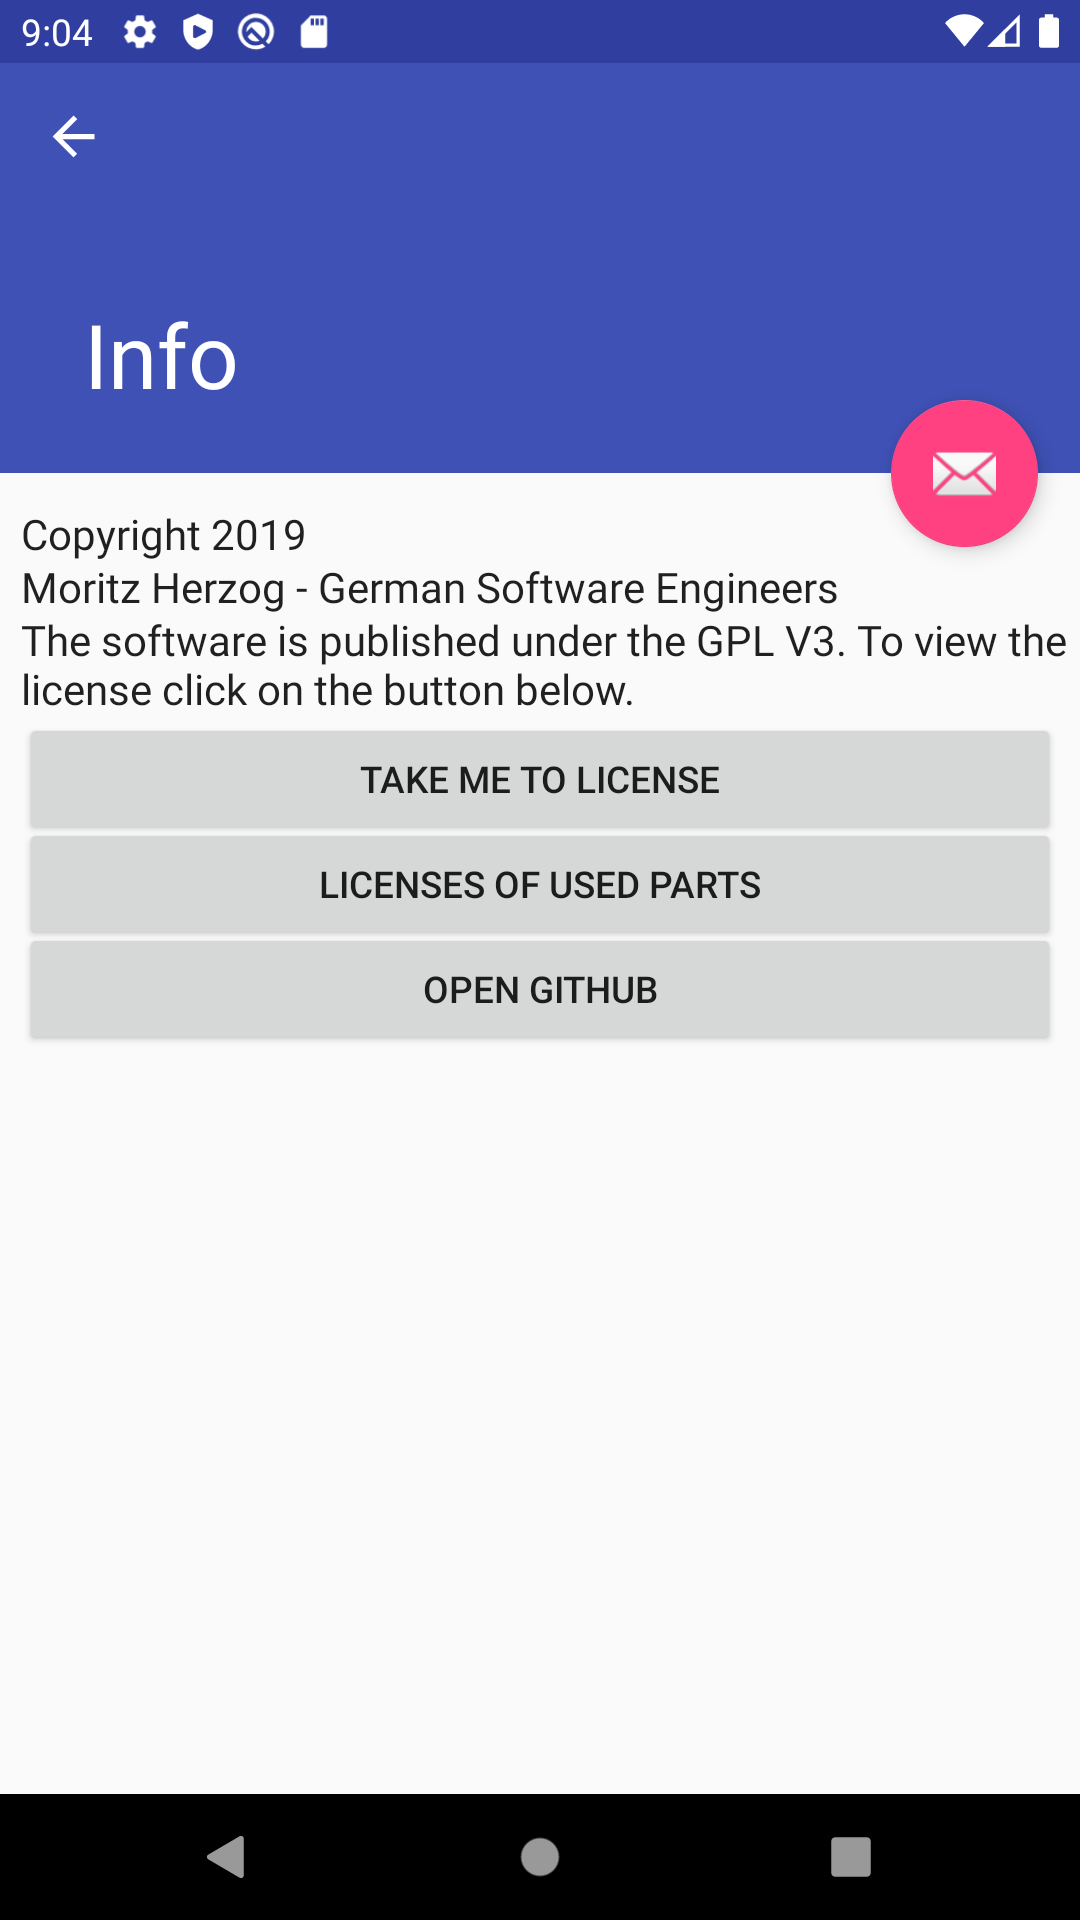 9:04
Info
Copyright 2019
Moritz Herzog - German Software Engineers
The software is published under the GPL V3. To view the
license click on the button below.
TAKE ME TO LICENSE
LICENSES OF USED PARTS
OPEN GITHUB